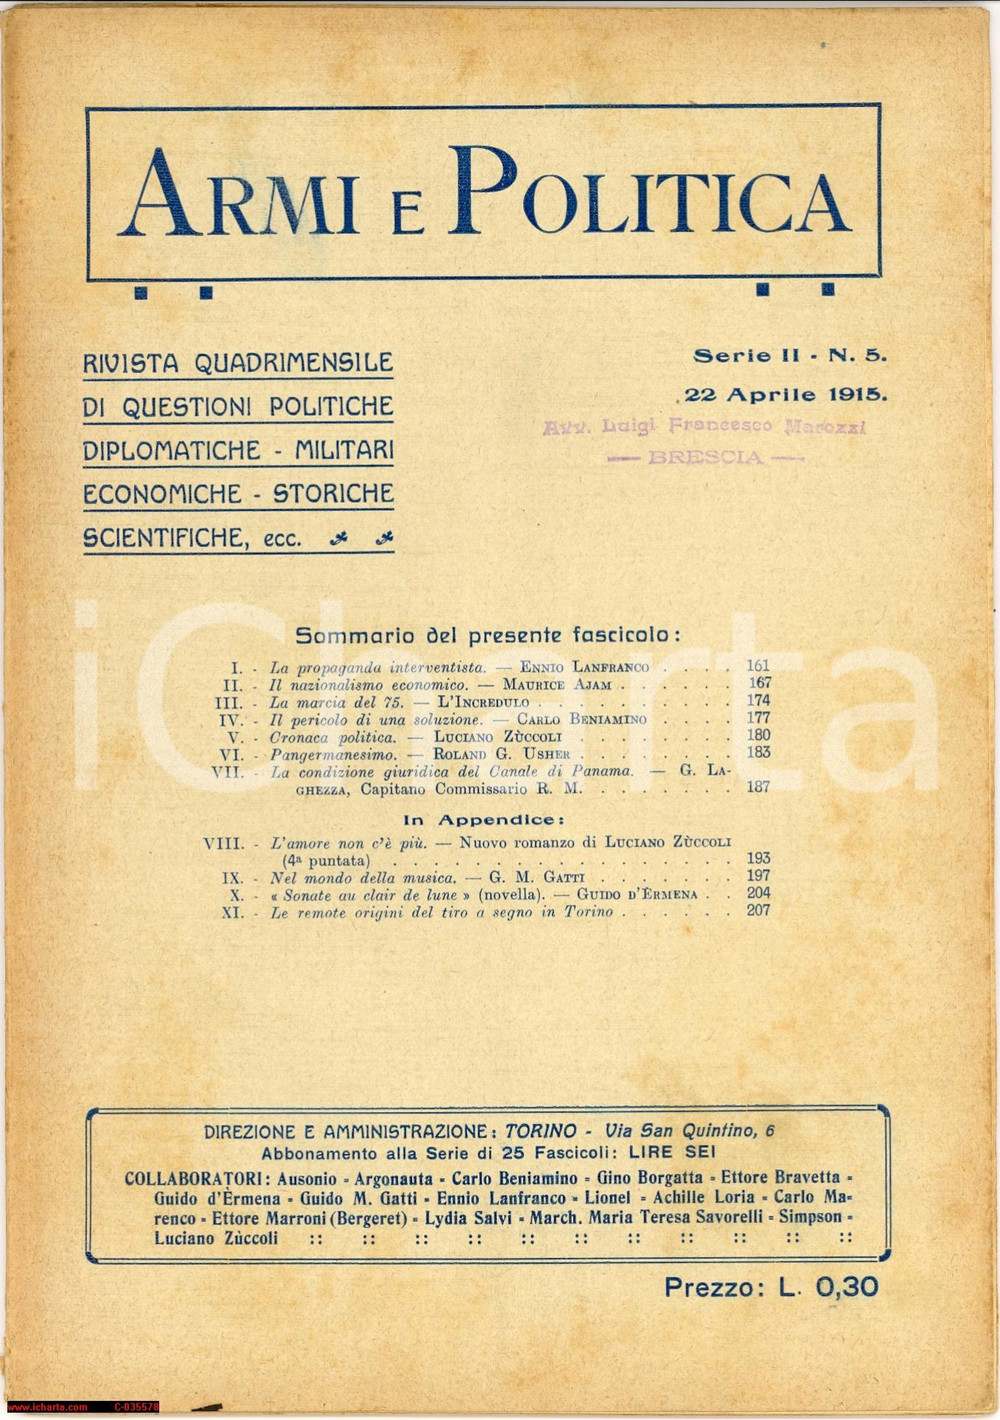 ARMI E POLITICA
RIVISTA QUADRIMENSILE
DI QUESTIONI POLITICHE
DIPLOMATICHE - MILITARI
ECONOMICHE - STORICHE
SCIENTIFICHE, ecc.
Serie II - N. 5.
22 Aprile 1915.
Avv. Luigi Francesco Marozzi
— BRESCIA —
iCharta
Sommario del presente fascicolo:
I. - La propaganda interventista. — ENNIO LANFRANCO . . . . 161
II. - Il nazionalismo economico. — MAURICE AJAM . . . . . . 167
III. - La marcia del 75. — L'INCREDULO . . . . . . . . . . 174
IV. - Il pericolo di una soluzione. — CARLO BENIAMINO . . . . 177
V. - Cronaca politica. — LUCIANO ZÙCCOLI . . . . . . . . 180
VI. - Pangermanesimo. — ROLAND G. USHER . . . . . . . . 183
VII. - La condizione giuridica del Canale di Panama. — G. LA-
GHEZZA, Capitano Commissario R. M. . . . . . . . 187
In Appendice:
VIII. - L'amore non c'è più. — Nuovo romanzo di LUCIANO ZÙCCOLI
(4ª puntata) . . . . . . . . . . . . . . . . . 193
IX. - Nel mondo della musica. — G. M. GATTI . . . . . . . 197
X. - « Sonate au clair de lune » (novella). — GUIDO D'ÈRMENA . . 204
XI. - Le remote origini del tiro a segno in Torino . . . . . . 207
DIREZIONE E AMMINISTRAZIONE: TORINO - Via San Quintino, 6
Abbonamento alla Serie di 25 Fascicoli: LIRE SEI
COLLABORATORI: Ausonio - Argonauta - Carlo Beniamino - Gino Borgatta - Ettore Bravetta -
Guido d'Èrmena - Guido M. Gatti - Ennio Lanfranco - Lionel - Achille Loria - Carlo Ma-
renco - Ettore Marroni (Bergeret) - Lydia Salvi - March. Maria Teresa Savorelli - Simpson -
Luciano Zùccoli :: :: :: :: :: :: :: :: :: :: ::
Prezzo: L. 0,30
www.icharta.com C-035578